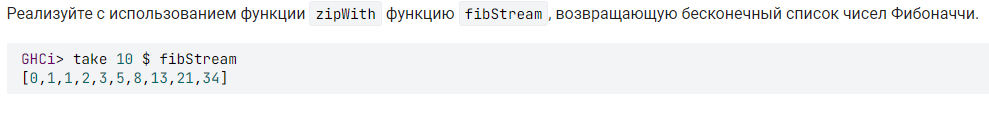 Реализуйте с использованием функции zipWith функцию fibStream, возвращающую бесконечный список чисел Фибоначчи.
GHCi> take 10 $ fibStream
[0,1,1,2,3,5,8,13,21,34]